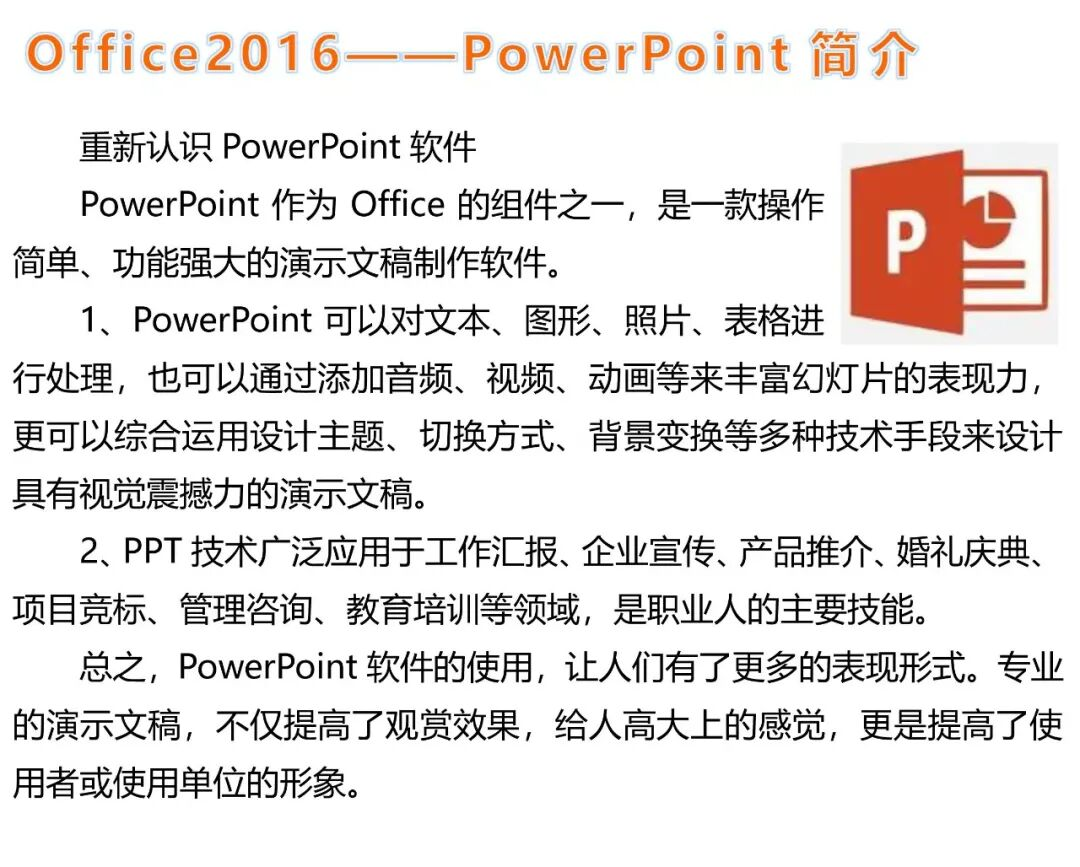 Office2016——PowerPoint 简介
重新认识 PowerPoint 软件
PowerPoint 作为 Office 的组件之一，是一款操作
简单、功能强大的演示文稿制作软件。
P
1、PowerPoint 可以对文本、图形、照片、表格进
行处理，也可以通过添加音频、视频、动画等来丰富幻灯片的表现力，
更可以综合运用设计主题、切换方式、背景变换等多种技术手段来设计
具有视觉震撼力的演示文稿。
2、PPT 技术广泛应用于工作汇报、企业宣传、产品推介、婚礼庆典、
项目竞标、管理咨询、教育培训等领域，是职业人的主要技能。
总之，PowerPoint 软件的使用，让人们有了更多的表现形式。专业
的演示文稿，不仅提高了观赏效果，给人高大上的感觉，更是提高了使
用者或使用单位的形象。